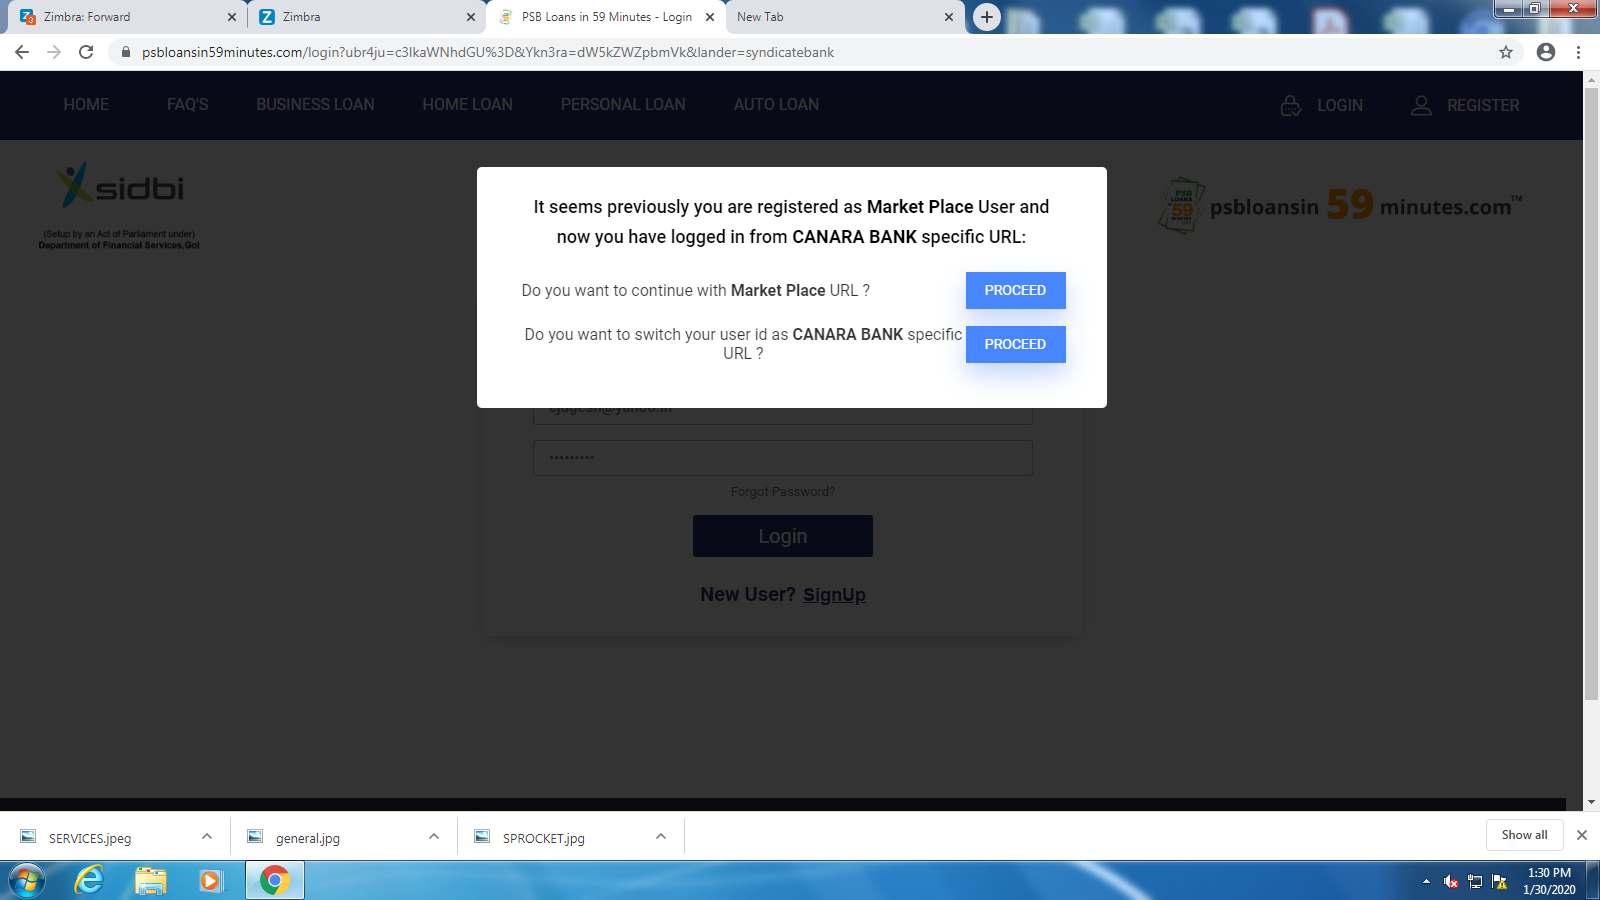 Zimbra: Forward
Zimbra
PSB Loans in 59 Minutes - Login
New Tab
psbloansin59minutes.com/login?ubr4ju=c3lkaWNhdGU%3D&Ykn3ra=dW5kZWZpbmVk&lander=syndicatebank
HOME FAQ'S BUSINESS LOAN HOME LOAN PERSONAL LOAN AUTO LOAN LOGIN REGISTER
sidbi
(Setup by an Act of Parliament under)
Department of Financial Services,GoI
PSB
LOANS
IN
59
psbloansin 59 minutes.com™
It seems previously you are registered as Market Place User and
now you have logged in from CANARA BANK specific URL:
Do you want to continue with Market Place URL ?
PROCEED
Do you want to switch your user id as CANARA BANK specific
URL ?
PROCEED
Forgot Password?
Login
New User? SignUp
SERVICES.jpeg
general.jpg
SPROCKET.jpg
Show all
1:30 PM
1/30/2020